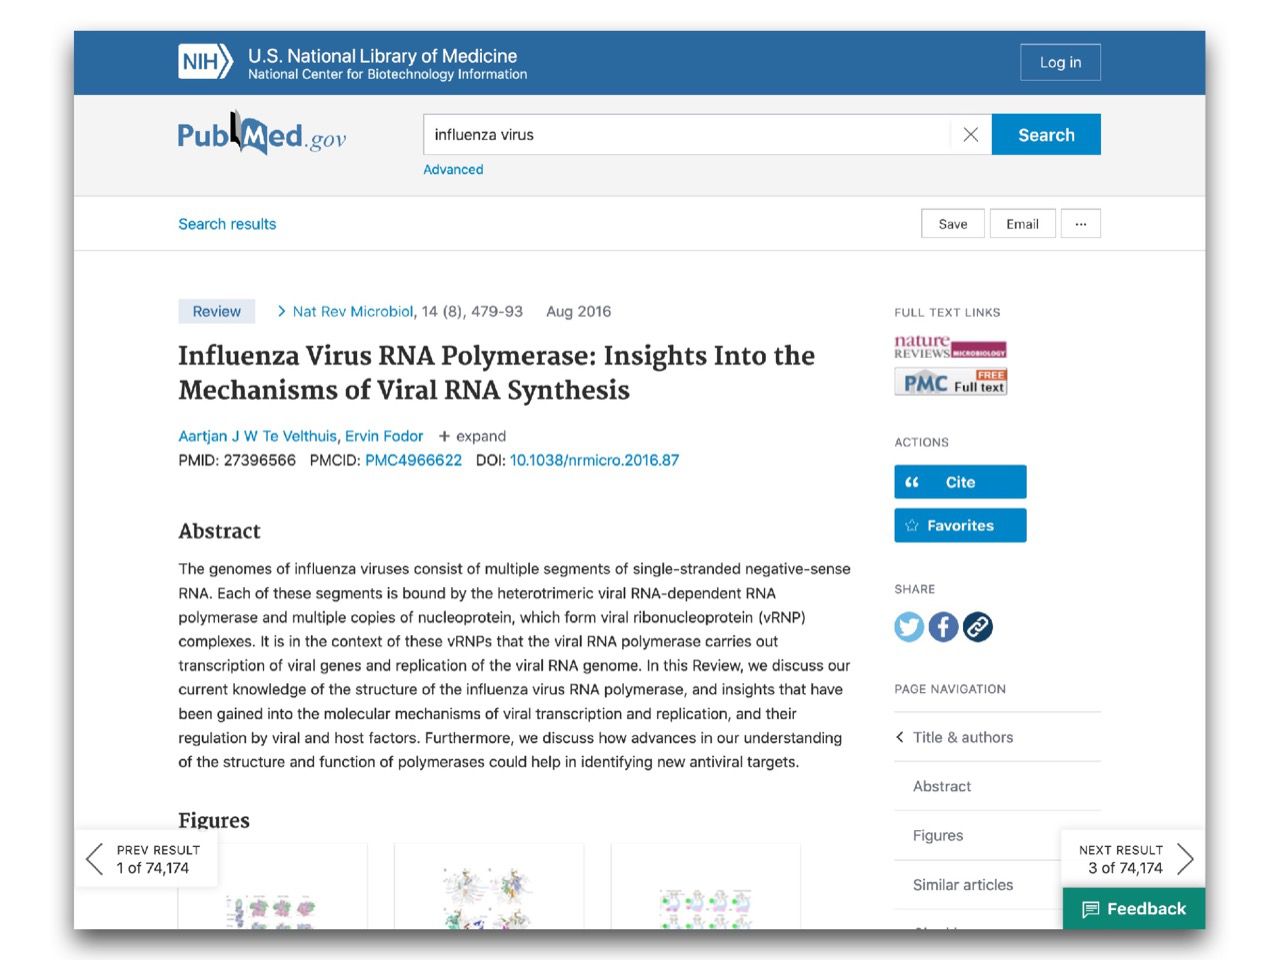 NIH
U.S. National Library of Medicine
National Center for Biotechnology Information
Log in
PubMed.gov
influenza virus
Search
Advanced
Search results
Save
Email
...
Review
Nat Rev Microbiol, 14 (8), 479-93
Aug 2016
Influenza Virus RNA Polymerase: Insights Into the
Mechanisms of Viral RNA Synthesis
Aartjan J W Te Velthuis, Ervin Fodor + expand
PMID: 27396566 PMCID: PMC4966622 DOI: 10.1038/nrmicro.2016.87
Abstract
The genomes of influenza viruses consist of multiple segments of single-stranded negative-sense
RNA. Each of these segments is bound by the heterotrimeric viral RNA-dependent RNA
polymerase and multiple copies of nucleoprotein, which form viral ribonucleoprotein (vRNP)
complexes. It is in the context of these vRNPs that the viral RNA polymerase carries out
transcription of viral genes and replication of the viral RNA genome. In this Review, we discuss our
current knowledge of the structure of the influenza virus RNA polymerase, and insights that have
been gained into the molecular mechanisms of viral transcription and replication, and their
regulation by viral and host factors. Furthermore, we discuss how advances in our understanding
of the structure and function of polymerases could help in identifying new antiviral targets.
Figures
PREV RESULT
1 of 74,174
FULL TEXT LINKS
nature
REVIEWS MICROBIOLOGY
PMC FREE
Full text
ACTIONS
Cite
Favorites
SHARE
PAGE NAVIGATION
Title & authors
Abstract
Figures
Similar articles
NEXT RESULT
3 of 74,174
Feedback